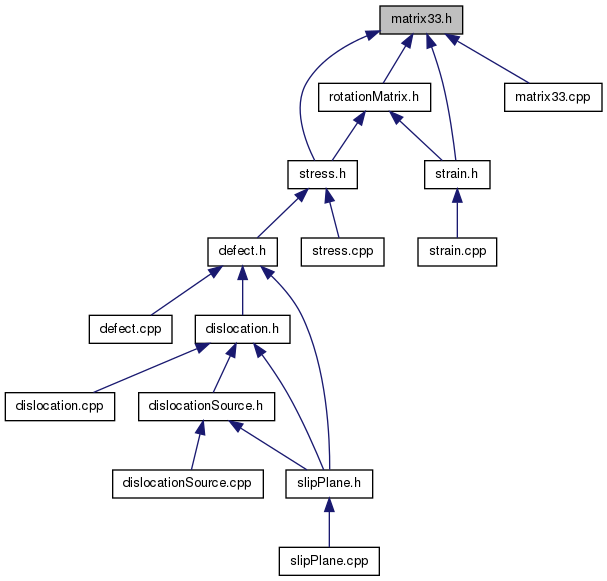 matrix33.h
rotationMatrix.h
matrix33.cpp
stress.h
strain.h
defect.h
stress.cpp
strain.cpp
defect.cpp
dislocation.h
dislocation.cpp
dislocationSource.h
dislocationSource.cpp
slipPlane.h
slipPlane.cpp